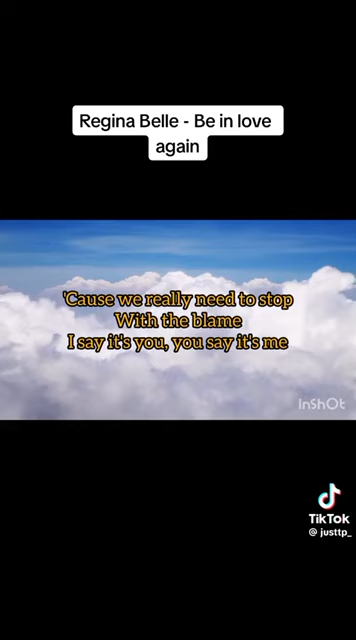 Regina Belle - Be in love
again
'Cause we really need to stop
With the blame
I say it's you, you say it's me
InShOt
TikTok
@ justtp_